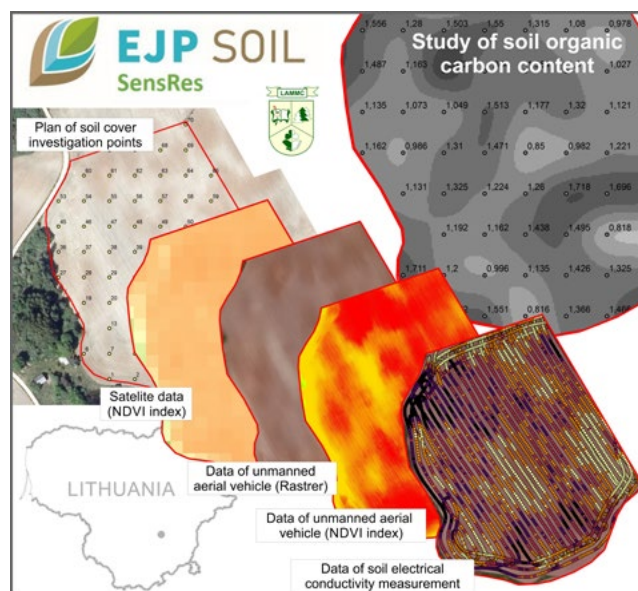 EJP SOIL
SensRes
LAMMC
Study of soil organic
carbon content
1,556 1,28 1,503 1,55 1,315 1,08 0,978
1,487 1,163 1,027
1,135 1,073 1,049 1,513 1,177 1,32 1,121
1,162 0,986 1,31 1,471 0,85 0,982 1,221
1,131 1,325 1,224 1,26 1,718 1,696
1,192 1,162 1,438 1,495 0,818
1,711 1,2 0,996 1,135 1,426 1,325
1,551 0,816 1,366
Plan of soil cover
investigation points
Satelite data
(NDVI index)
Data of unmanned
aerial vehicle (Rastrer)
Data of unmanned aerial
vehicle (NDVI index)
Data of soil electrical
conductivity measurement
LITHUANIA